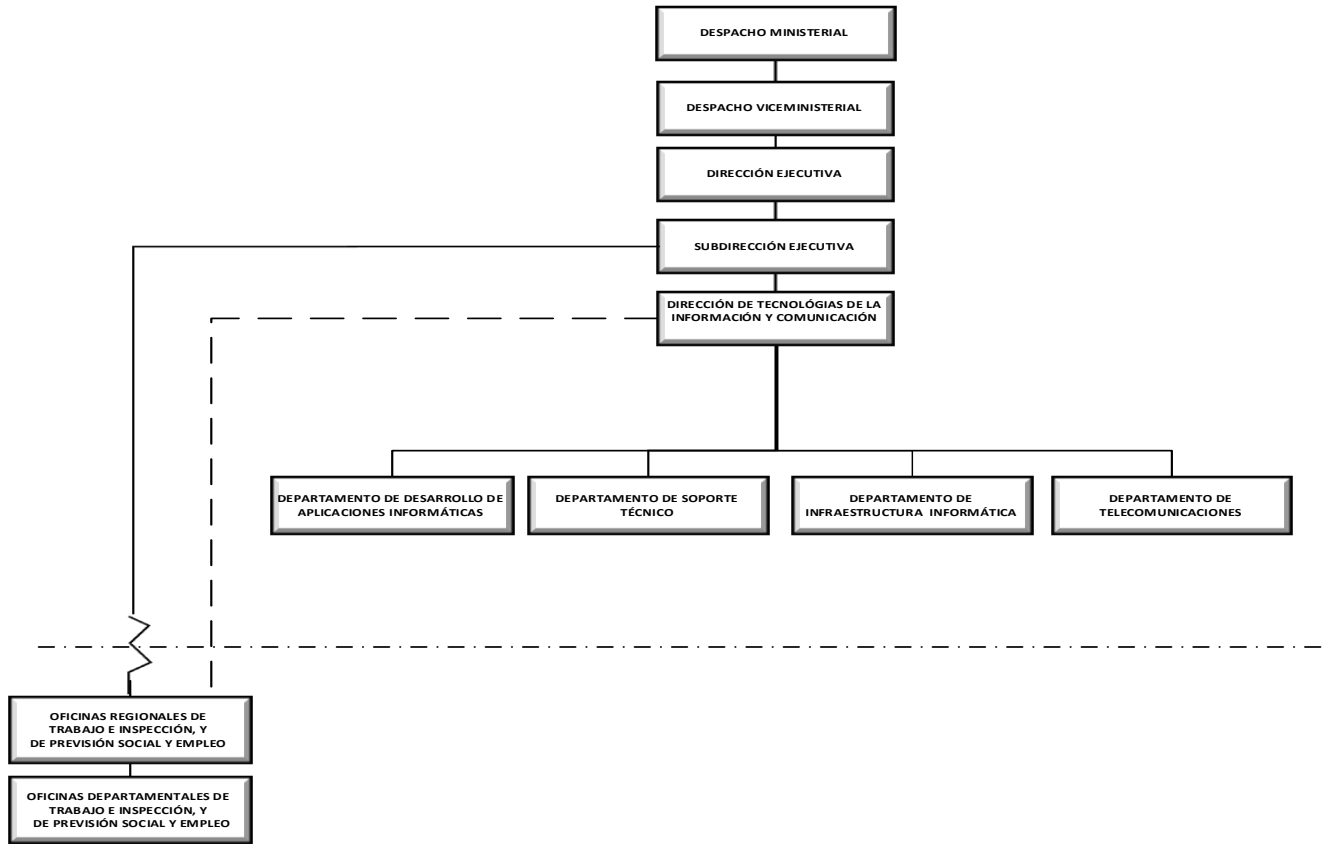 DESPACHO MINISTERIAL
DESPACHO VICEMINISTERIAL
DIRECCIÓN EJECUTIVA
SUBDIRECCIÓN EJECUTIVA
DIRECCIÓN DE TECNOLÓGIAS DE LA
INFORMACIÓN Y COMUNICACIÓN
DEPARTAMENTO DE DESARROLLO DE
APLICACIONES INFORMÁTICAS
DEPARTAMENTO DE SOPORTE
TÉCNICO
DEPARTAMENTO DE
INFRAESTRUCTURA INFORMÁTICA
DEPARTAMENTO DE
TELECOMUNICACIONES
OFICINAS REGIONALES DE
TRABAJO E INSPECCIÓN, Y
DE PREVISIÓN SOCIAL Y EMPLEO
OFICINAS DEPARTAMENTALES DE
TRABAJO E INSPECCIÓN, Y
DE PREVISIÓN SOCIAL Y EMPLEO